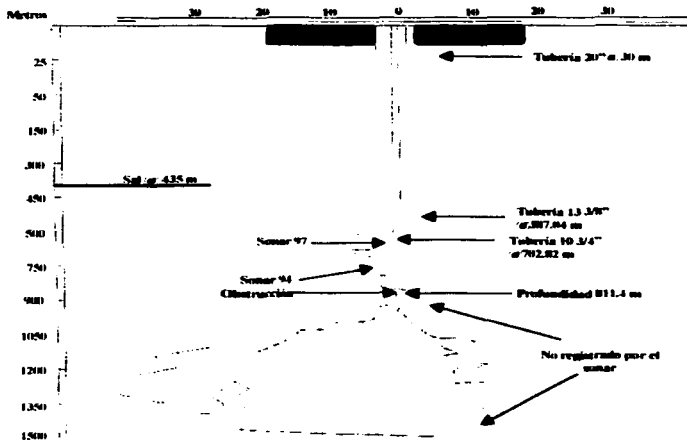 Metros
30 20 10 0 10 20 30
25
50
150
300
450
500
750
900
1050
1200
1350
1500
Tubería 20" @ 30 m
Sal @ 435 m
Tubería 13 3/8"
Tubería 10 3/4"
@702.82 m
Sonar 97
Sonar 94
Obstrucción
Profundidad 811.4 m
No registrado por el
sonar